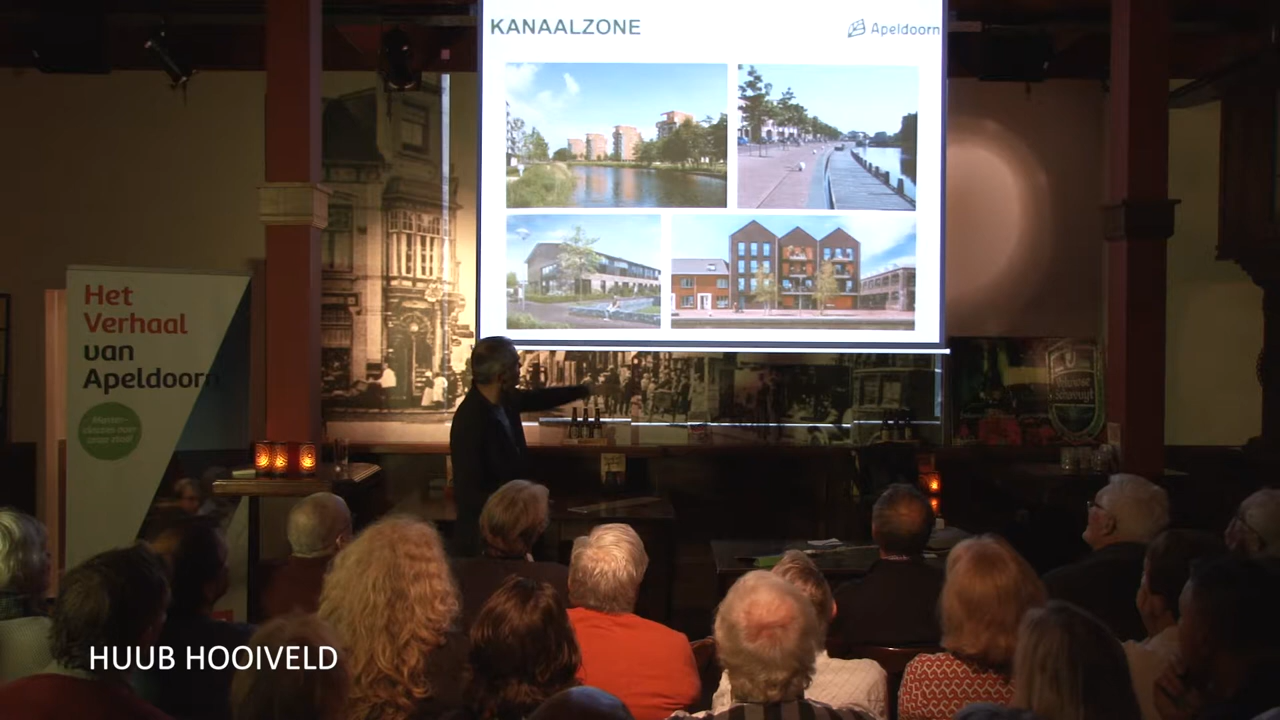 KANAALZONE
Apeldoorn
Het
Verhaal
van
Apeldoorn
HUUB HOOIVELD